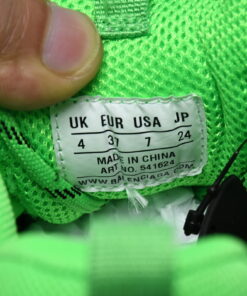 UK EUR USA JP
4 37 7 24
MADE IN CHINA
ART NO. 541624
WWW.BALENCIAGA.COM